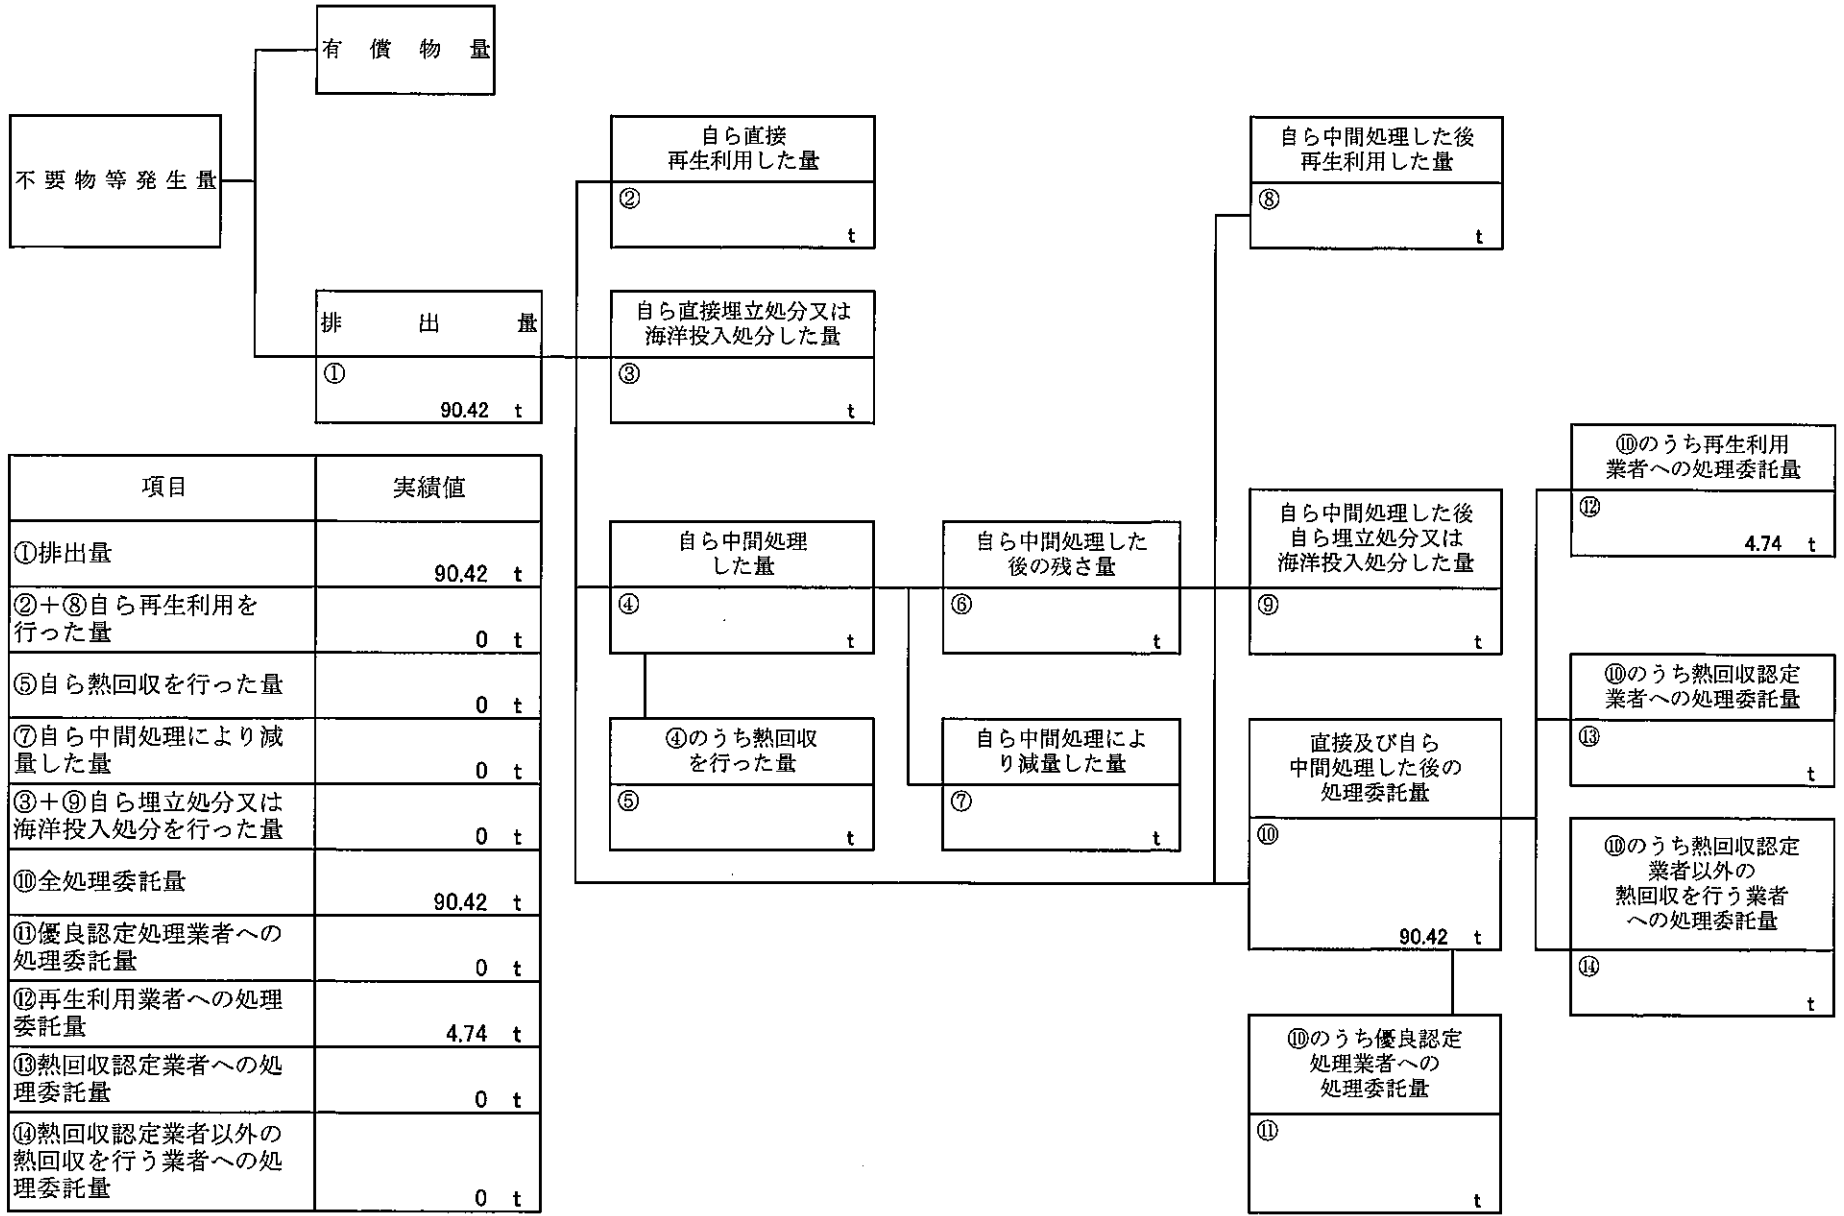 有償物量
不要物等発生量
排出量
①
90.42 t
自ら直接
再生利用した量
②
t
自ら直接埋立処分又は
海洋投入処分した量
③
t
自ら中間処理
した量
④
t
④のうち熱回収
を行った量
⑤
t
自ら中間処理した
後の残さ量
⑥
t
自ら中間処理によ
り減量した量
⑦
t
自ら中間処理した後
再生利用した量
⑧
t
自ら中間処理した後
自ら埋立処分又は
海洋投入処分した量
⑨
t
直接及び自ら
中間処理した後の
処理委託量
⑩
90.42 t
⑩のうち優良認定
処理業者への
処理委託量
⑪
t
⑩のうち再生利用
業者への処理委託量
⑫
4.74 t
⑩のうち熱回収認定
業者への処理委託量
⑬
t
⑩のうち熱回収認定
業者以外の
熱回収を行う業者
への処理委託量
⑭
t
項目 実績値
①排出量
90.42 t
②+⑧自ら再生利用を
行った量
0 t
⑤自ら熱回収を行った量
0 t
⑦自ら中間処理により減
量した量
0 t
③+⑨自ら埋立処分又は
海洋投入処分を行った量
0 t
⑩全処理委託量
90.42 t
⑪優良認定処理業者への
処理委託量
0 t
⑫再生利用業者への処理
委託量
4.74 t
⑬熱回収認定業者への処
理委託量
0 t
⑭熱回収認定業者以外の
熱回収を行う業者への処
理委託量
0 t